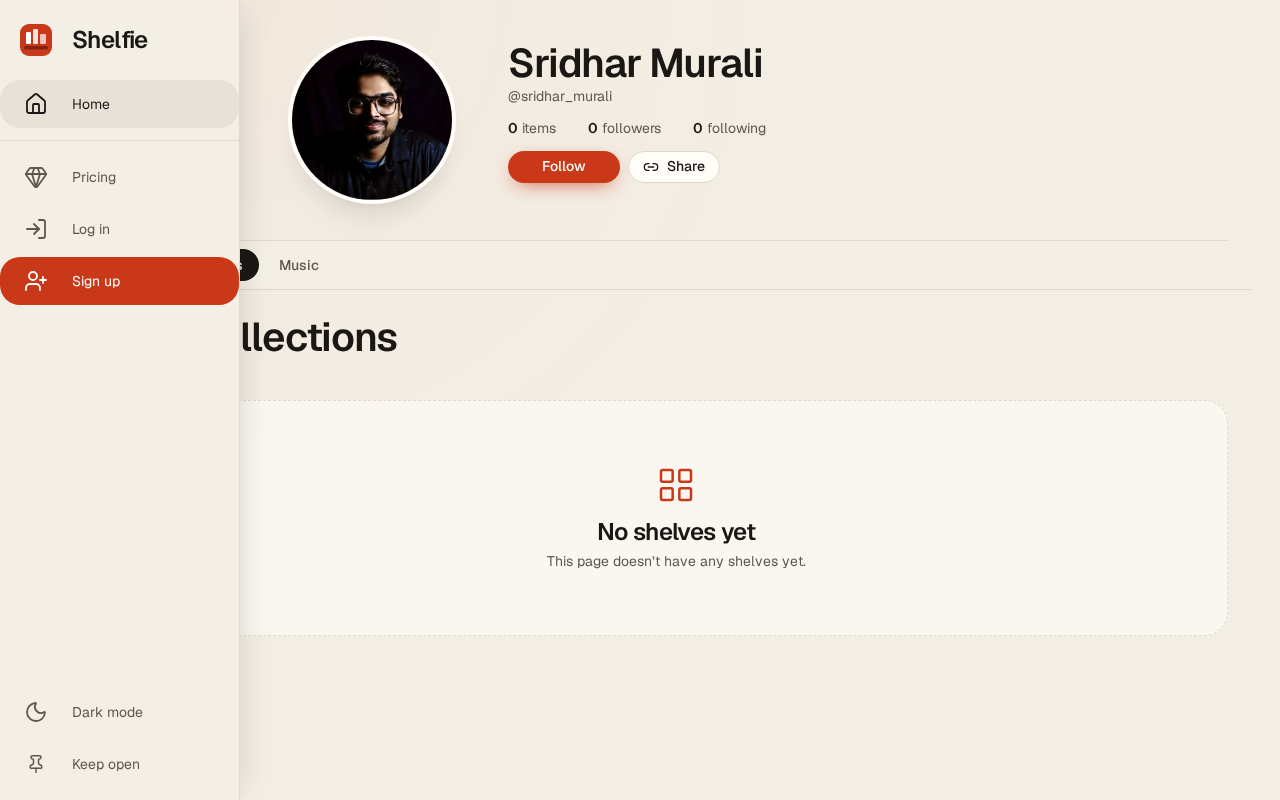 Shelfie
Home
Pricing
Log in
Sign up
Dark mode
Keep open
Sridhar Murali
@sridhar_murali
0 items 0 followers 0 following
Follow Share
Music
llections
No shelves yet
This page doesn't have any shelves yet.